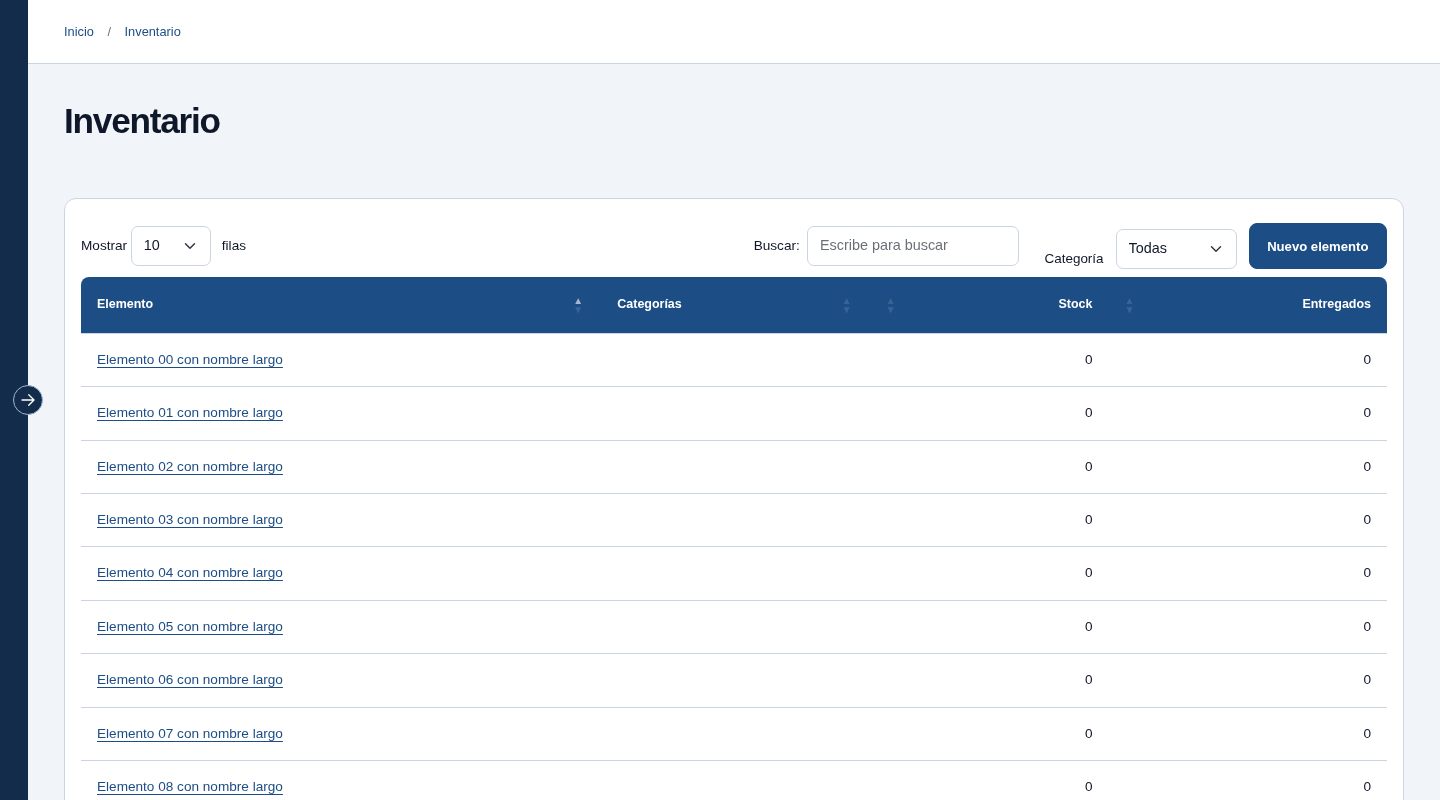 Inicio / Inventario
Inventario
Mostrar 10 filas Buscar: Escribe para buscar Categoría Todas Nuevo elemento
Elemento Categorías Stock Entregados
Elemento 00 con nombre largo 0 0
Elemento 01 con nombre largo 0 0
Elemento 02 con nombre largo 0 0
Elemento 03 con nombre largo 0 0
Elemento 04 con nombre largo 0 0
Elemento 05 con nombre largo 0 0
Elemento 06 con nombre largo 0 0
Elemento 07 con nombre largo 0 0
Elemento 08 con nombre largo 0 0